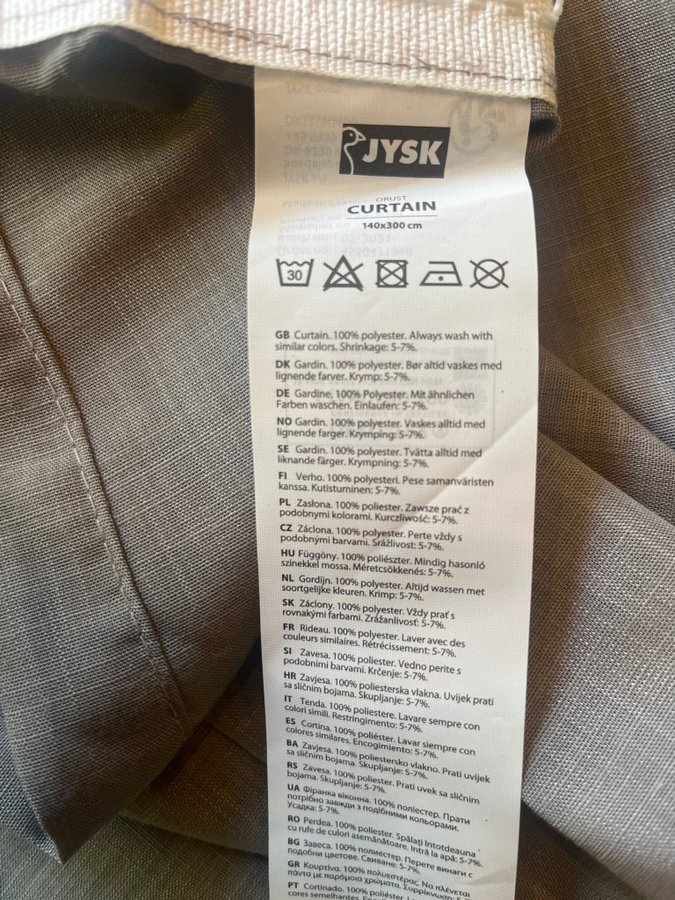 JYSK
ORUST
CURTAIN
140x300 cm
30
GB Curtain. 100% polyester. Always wash with
similar colors. Shrinkage: 5-7%.
DK Gardin. 100% polyester. Bør altid vaskes med
lignende farver. Krymp: 5-7%.
DE Gardine. 100% Polyester. Mit ähnlichen
Farben waschen. Einlaufen: 5-7%.
NO Gardin. 100% polyester. Vaskes alltid med
lignende farger. Krymping: 5-7%.
SE Gardin. 100% polyester. Tvätta alltid med
liknande färger. Krympning: 5-7%.
FI Verho. 100% polyesteri. Pese samanväristen
kanssa. Kutistuminen: 5-7%.
PL Zasłona. 100% poliester. Zawsze prać z
podobnymi kolorami. Kurczliwość: 5-7%.
CZ Záclona. 100% polyester. Perte vždy s
podobnými barvami. Srážlivost: 5-7%.
HU Függöny. 100% poliészter. Mindig hasonló
színekkel mossa. Méretcsökkenés: 5-7%.
NL Gordijn. 100% polyester. Altijd wassen met
soortgelijke kleuren. Krimp: 5-7%.
SK Záclony. 100% polyester. Vždy prať s
rovnakými farbami. Zrážanlivosť: 5-7%.
FR Rideau. 100% polyester. Laver avec des
couleurs similaires. Rétrécissement: 5-7%.
SI Zavesa. 100% poliester. Vedno perite s
podobnimi barvami. Krčenje: 5-7%.
HR Zavjesa. 100% poliesterska vlakna. Uvijek prati
sa sličnim bojama. Skupljanje: 5-7%.
IT Tenda. 100% poliestere. Lavare sempre con
colori simili. Restringimento: 5-7%.
ES Cortina. 100% poliéster. Lavar siempre con
colores similares. Encogimiento: 5-7%.
BA Zavjesa. 100% poliestersko vlakno. Prati uvijek
sa sličnim bojama. Skupljanje: 5-7%.
RS Zavesa. 100% poliester. Prati uvek sa sličnim
bojama. Skupljanje: 5-7%.
UA Фіранка віконна. 100% поліестер. Прати
потрібно завжди з подібними кольорами.
Усадка: 5-7%.
RO Perdea. 100% poliester. Spălați întotdeauna
cu rufe de culori asemănătoare. Intră la apă: 5-7%.
BG Завеса. 100% полиестер. Перете винаги с
подобни цветове. Свиване: 5-7%.
GR Κουρτίνα. 100% πολυεστέρας. Να πλένεται
πάντα με παρόμοια χρώματα. Συρρίκνωση: 5-7%.
PT Cortinado. 100% poliéster.
cores semelhantes.